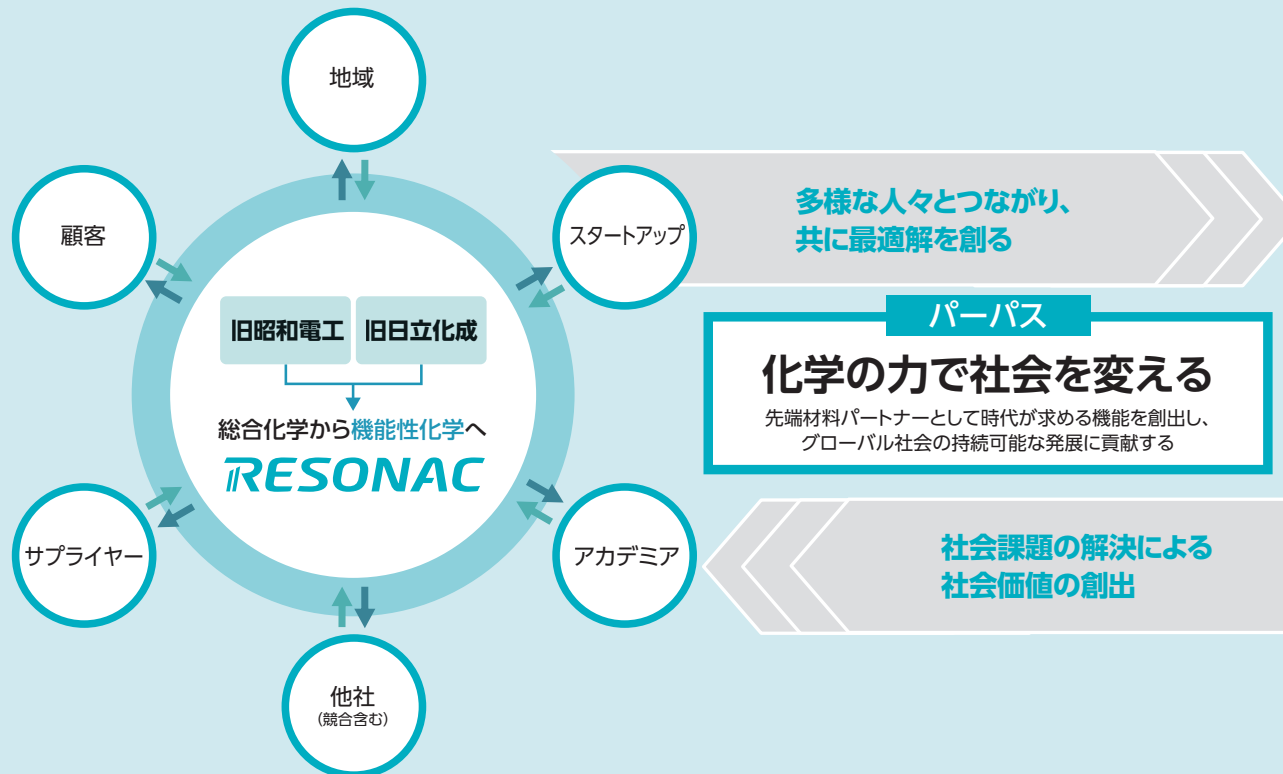 地域
顧客
スタートアップ
旧昭和電工
旧日立化成
総合化学から機能性化学へ
RESONAC
サプライヤー
アカデミア
他社
(競合含む)
多様な人々とつながり、
共に最適解を創る
パーパス
化学の力で社会を変える
先端材料パートナーとして時代が求める機能を創出し、
グローバル社会の持続可能な発展に貢献する
社会課題の解決による
社会価値の創出